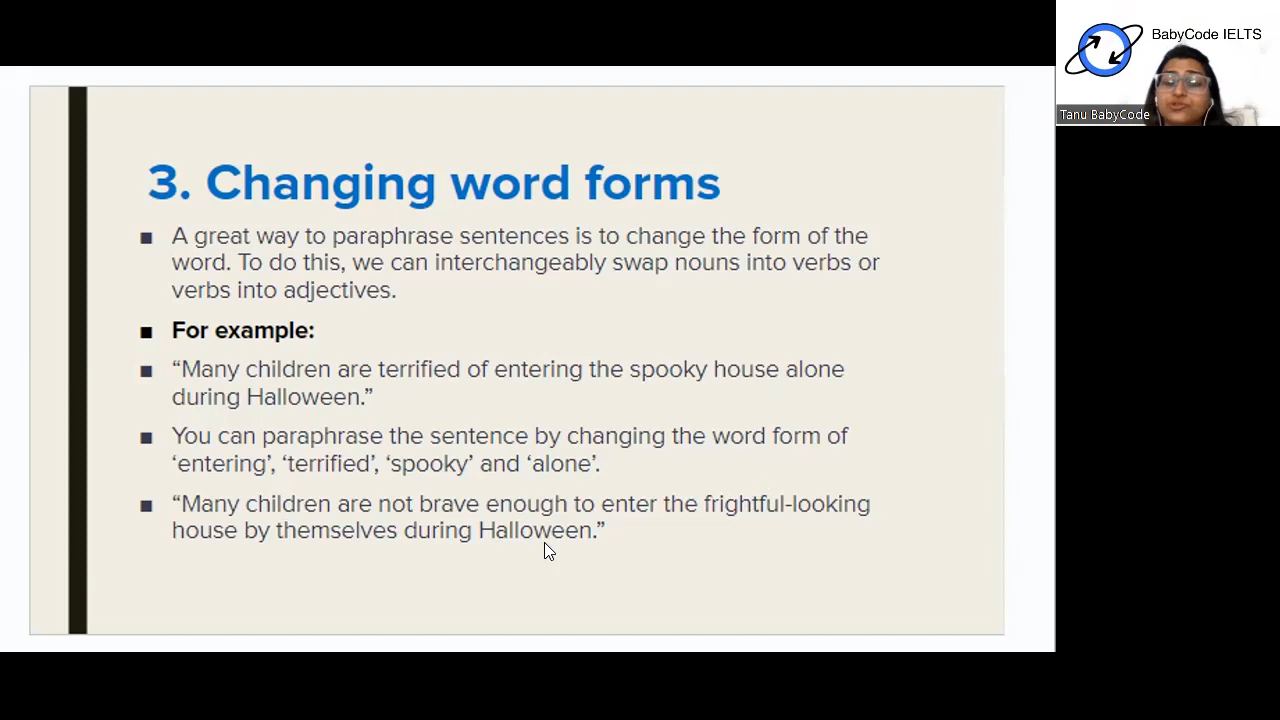 BabyCode IELTS
Tanu BabyCode
3. Changing word forms
■ A great way to paraphrase sentences is to change the form of the
word. To do this, we can interchangeably swap nouns into verbs or
verbs into adjectives.
■ For example:
■ “Many children are terrified of entering the spooky house alone
during Halloween.”
■ You can paraphrase the sentence by changing the word form of
‘entering’, ‘terrified’, ‘spooky’ and ‘alone’.
■ “Many children are not brave enough to enter the frightful-looking
house by themselves during Halloween.”